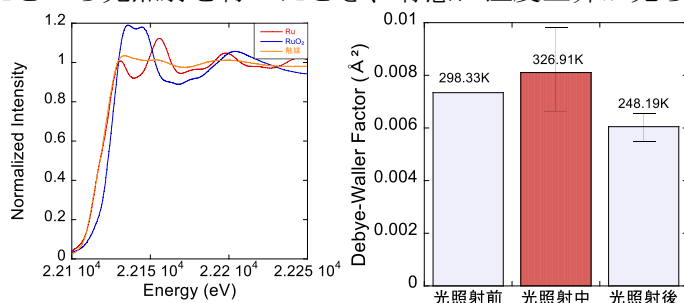 Normalized Intensity
1.2
1
0.8
0.6
0.4
0.2
0
Ru
RuO₂
触媒
2.21 10⁴
2.215 10⁴
2.22 10⁴
2.225 10⁴
Energy (eV)
Debye-Waller Factor (Å²)
0.01
0.008
0.006
0.004
0.002
0
298.33K
326.91K
248.19K
光照射前
光照射中
光照射後